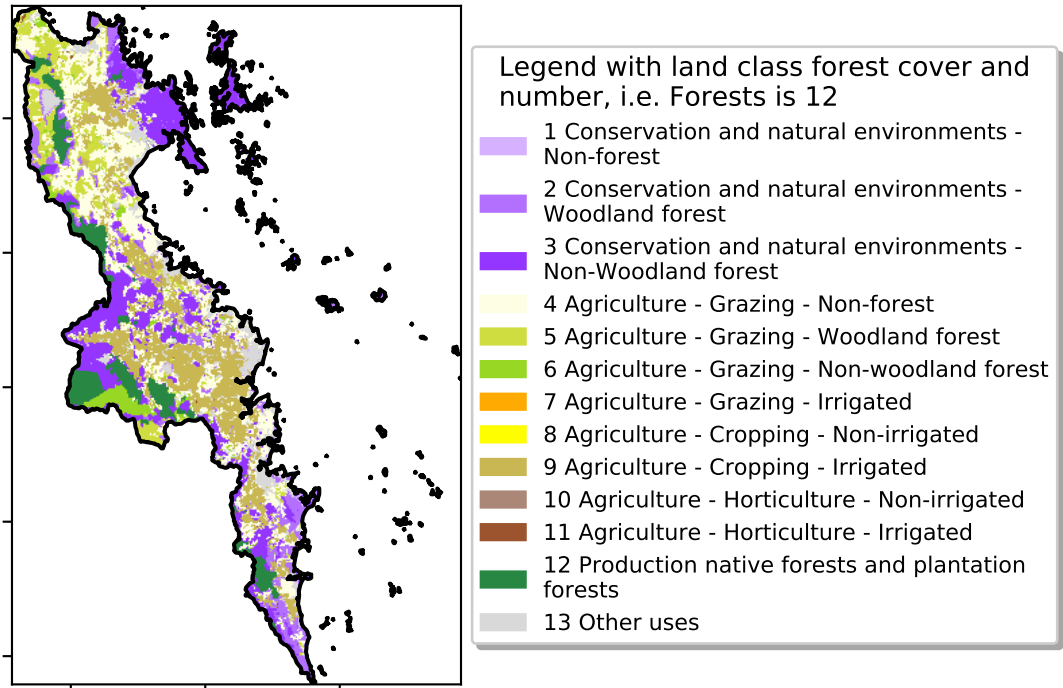 Legend with land class forest cover and
number, i.e. Forests is 12
1 Conservation and natural environments -
Non-forest
2 Conservation and natural environments -
Woodland forest
3 Conservation and natural environments -
Non-Woodland forest
4 Agriculture - Grazing - Non-forest
5 Agriculture - Grazing - Woodland forest
6 Agriculture - Grazing - Non-woodland forest
7 Agriculture - Grazing - Irrigated
8 Agriculture - Cropping - Non-irrigated
9 Agriculture - Cropping - Irrigated
10 Agriculture - Horticulture - Non-irrigated
11 Agriculture - Horticulture - Irrigated
12 Production native forests and plantation
forests
13 Other uses